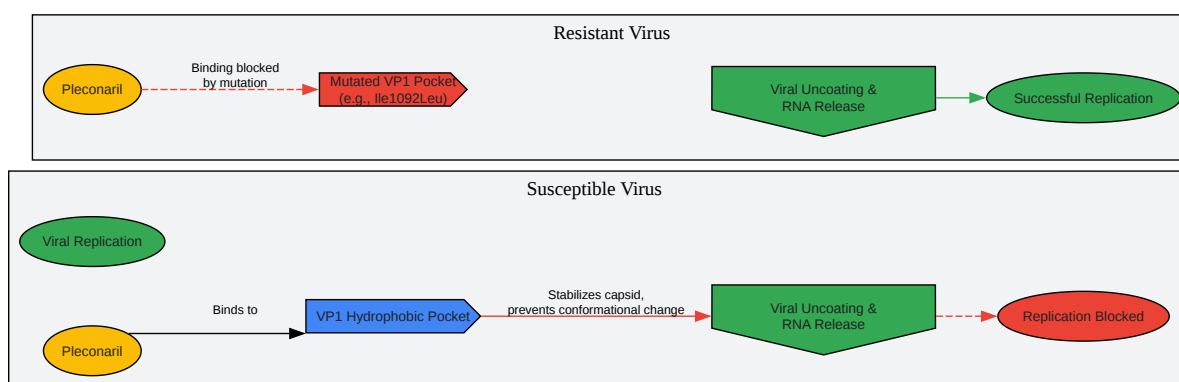 Resistant Virus
Pleconaril
Binding blocked
by mutation
Mutated VP1 Pocket
(e.g., Ile1092Leu)
Viral Uncoating &
RNA Release
Successful Replication
Susceptible Virus
Viral Replication
Pleconaril
Binds to
VP1 Hydrophobic Pocket
Stabilizes capsid,
prevents conformational change
Viral Uncoating &
RNA Release
Replication Blocked